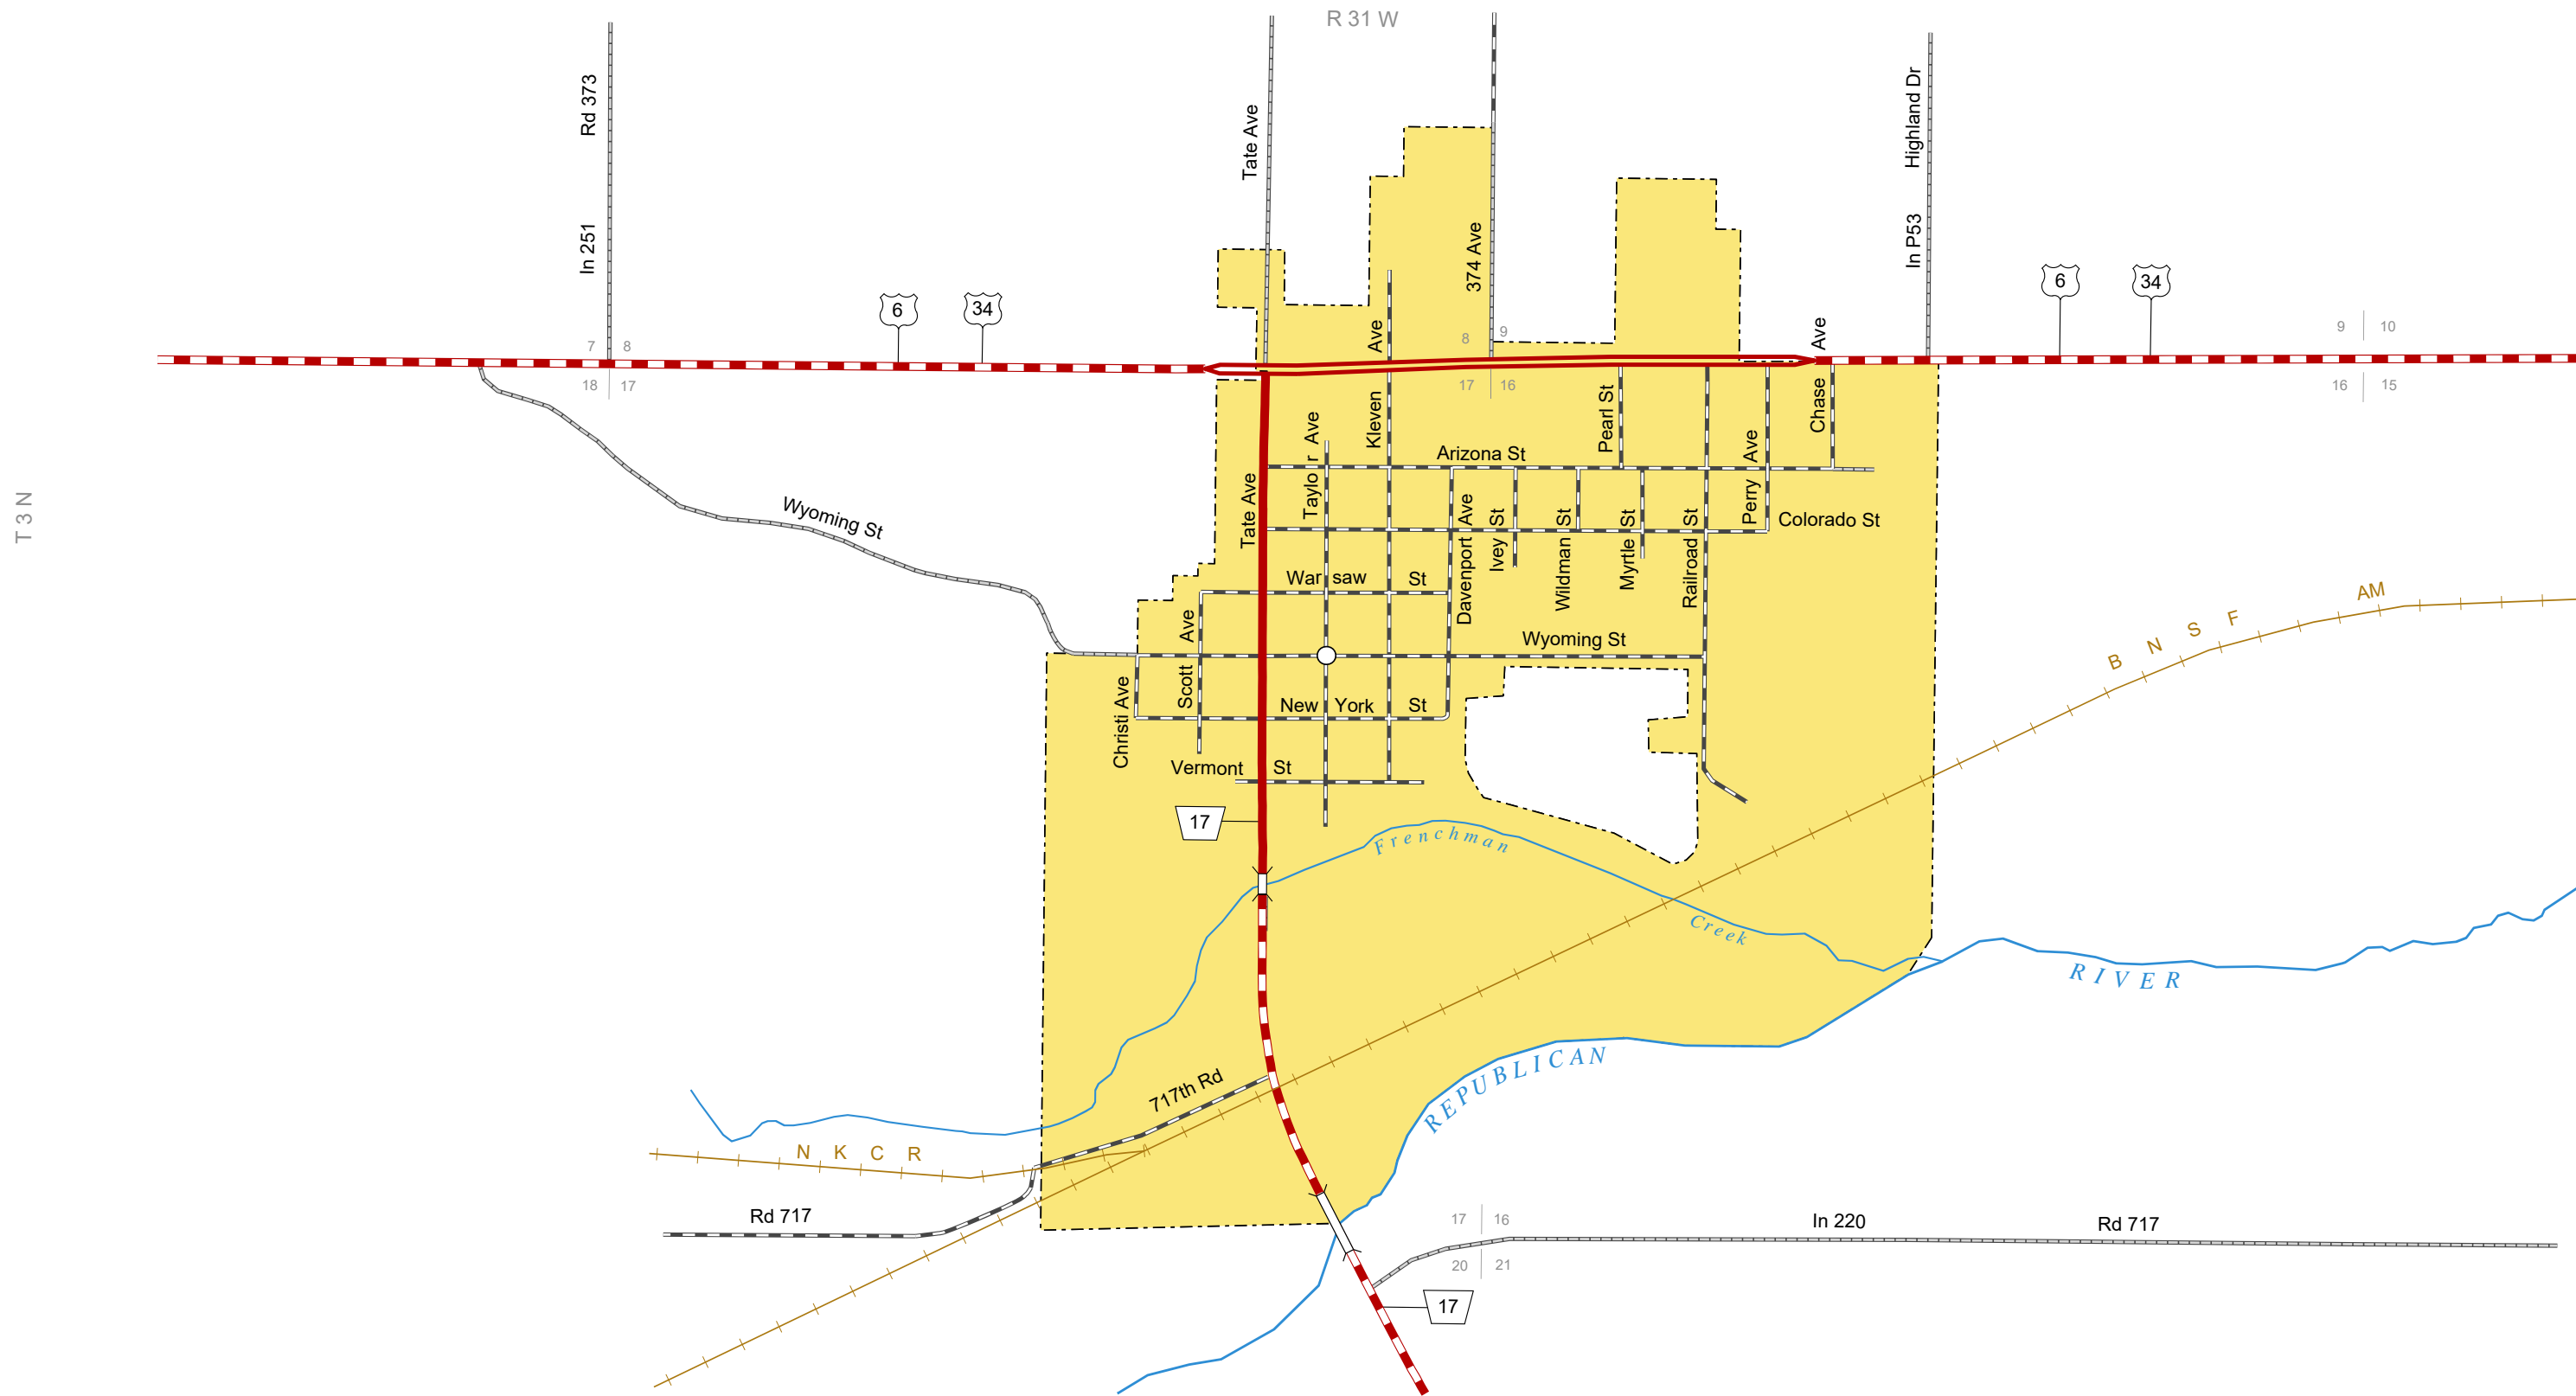 R 31 W
Rd 373
Tate Ave
Highland Dr
In 251
374 Ave
In P53
6
34
6
34
7 8
18 17
8 9
17 16
9 10
16 15
Kleven Ave
Chase Ave
Pearl St
Taylo r Ave
Arizona St
Perry Ave
T 3 N
Wyoming St
Tate Ave
Davenport Ave
Ivey St
Wildman St
Myrtle St
Railroad St
Colorado St
War saw St
Scott Ave
Wyoming St
BNSF AM
Christi Ave
New York St
Vermont St
17
Frenchman Creek
REPUBLICAN RIVER
717th Rd
N K C R
Rd 717
17 16
20 21
In 220
Rd 717
17